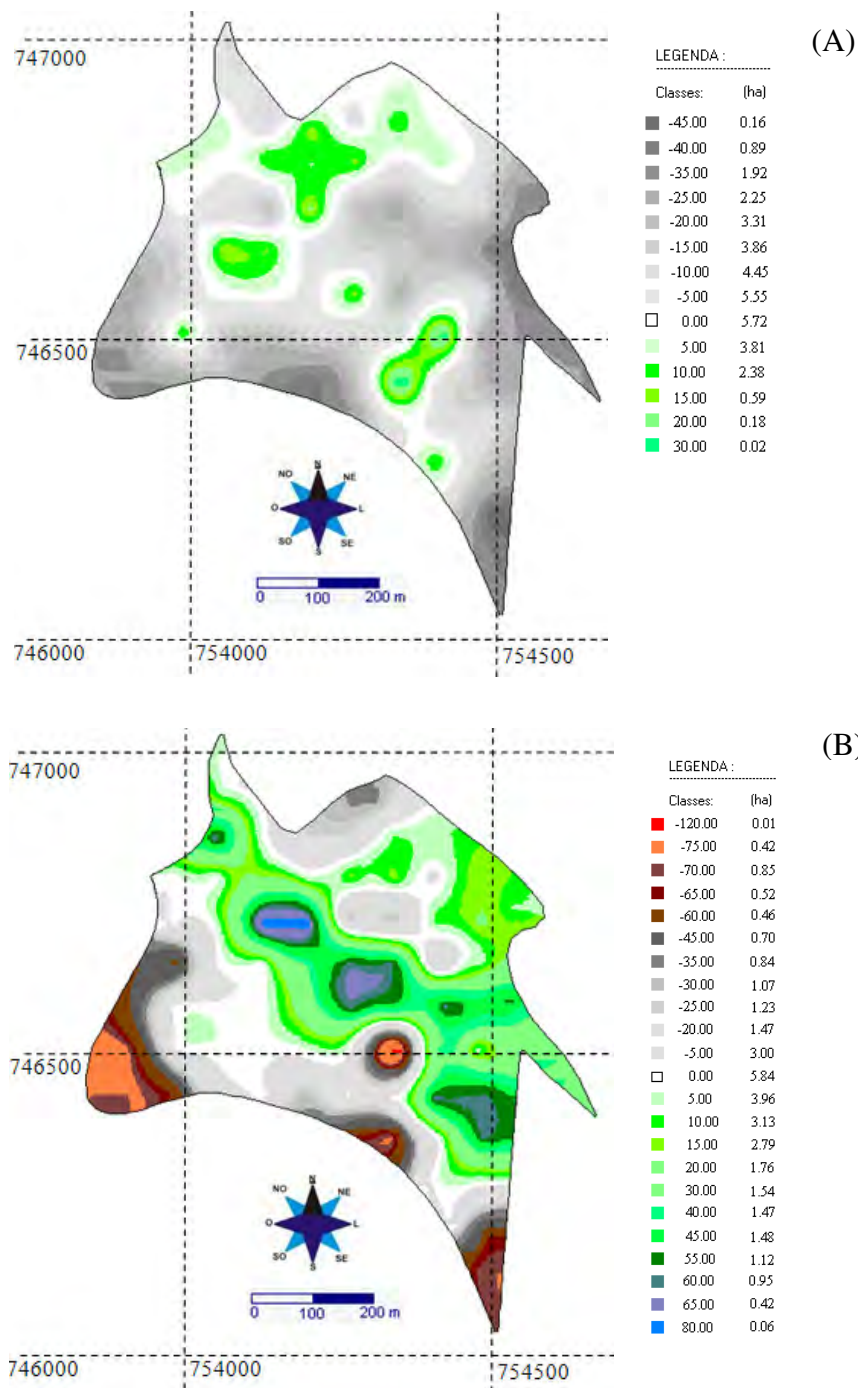 (A)
747000
LEGENDA :
Classes: (ha)
-45.00 0.16
-40.00 0.89
-35.00 1.92
-25.00 2.25
-20.00 3.31
-15.00 3.86
-10.00 4.45
-5.00 5.55
0.00 5.72
5.00 3.81
10.00 2.38
15.00 0.59
20.00 0.18
30.00 0.02
746500
N
NO NE
O L
SO SE
S
0 100 200 m
746000 754000 754500
(B)
747000
LEGENDA :
Classes: (ha)
-120.00 0.01
-75.00 0.42
-70.00 0.85
-65.00 0.52
-60.00 0.46
-45.00 0.70
-35.00 0.84
-30.00 1.07
-25.00 1.23
-20.00 1.47
-5.00 3.00
0.00 5.84
5.00 3.96
10.00 3.13
15.00 2.79
20.00 1.76
30.00 1.54
40.00 1.47
45.00 1.48
55.00 1.12
60.00 0.95
65.00 0.42
80.00 0.06
746500
N
NO NE
O L
SO SE
S
0 100 200 m
746000 754000 754500